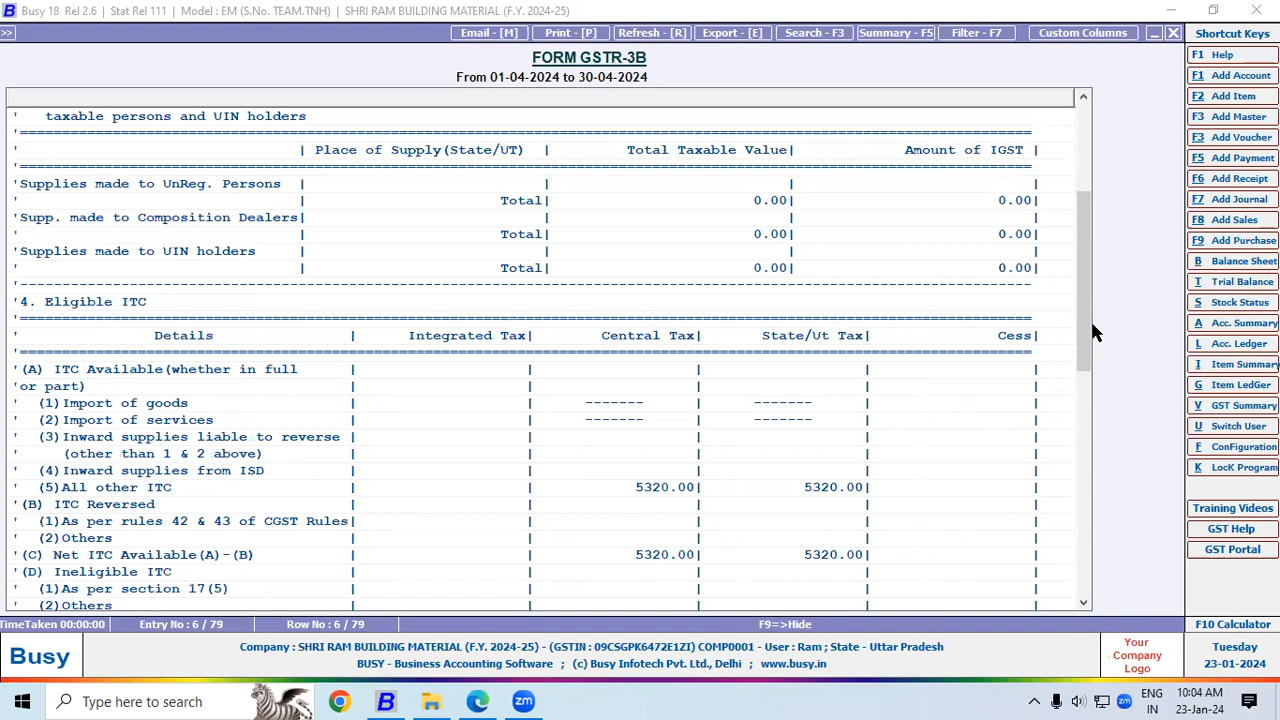 Busy 18 Rel 2.6 | Stat Rel 111 | Model : EM (S.No. TEAM.TNH) | SHRI RAM BUILDING MATERIAL (F.Y. 2024-25)
>> Email - [M] Print - [P] Refresh - [R] Export - [E] Search - F3 Summary - F5 Filter - F7 Custom Columns Shortcut Keys
FORM GSTR-3B
From 01-04-2024 to 30-04-2024
' taxable persons and UIN holders
' | Place of Supply(State/UT) | Total Taxable Value| Amount of IGST |
'Supplies made to UnReg. Persons | | | |
' | Total| 0.00| 0.00|
'Supp. made to Composition Dealers| | | |
' | Total| 0.00| 0.00|
'Supplies made to UIN holders | | | |
' | Total| 0.00| 0.00|
'4. Eligible ITC
' Details | Integrated Tax| Central Tax| State/Ut Tax| Cess|
'(A) ITC Available(whether in full | | | | |
'or part) | | | | |
' (1)Import of goods | | ------- | ------- | |
' (2)Import of services | | ------- | ------- | |
' (3)Inward supplies liable to reverse | | | | |
' (other than 1 & 2 above) | | | | |
' (4)Inward supplies from ISD | | | | |
' (5)All other ITC | | 5320.00| 5320.00| |
'(B) ITC Reversed | | | | |
' (1)As per rules 42 & 43 of CGST Rules| | | | |
' (2)Others | | | | |
'(C) Net ITC Available(A)-(B) | | 5320.00| 5320.00| |
'(D) Ineligible ITC | | | | |
' (1)As per section 17(5) | | | | |
' (2)Others | | | | |
F1 Help
F1 Add Account
F2 Add Item
F3 Add Master
F3 Add Voucher
F5 Add Payment
F6 Add Receipt
F7 Add Journal
F8 Add Sales
F9 Add Purchase
B Balance Sheet
T Trial Balance
S Stock Status
A Acc. Summary
L Acc. Ledger
I Item Summary
G Item LedGer
V GST Summary
U Switch User
F ConFiguration
K LocK Program
Training Videos
GST Help
GST Portal
TimeTaken 00:00:00 Entry No : 6 / 79 Row No : 6 / 79 F9=>Hide F10 Calculator
Busy
Company : SHRI RAM BUILDING MATERIAL (F.Y. 2024-25) - (GSTIN : 09CSGPK6472E1ZI) COMP0001 - User : Ram ; State - Uttar Pradesh
BUSY - Business Accounting Software ; (c) Busy Infotech Pvt. Ltd., Delhi ; www.busy.in
Your
Company
Logo
Tuesday
23-01-2024
Type here to search
B
zm
zm
ENG
IN
10:04 AM
23-Jan-24